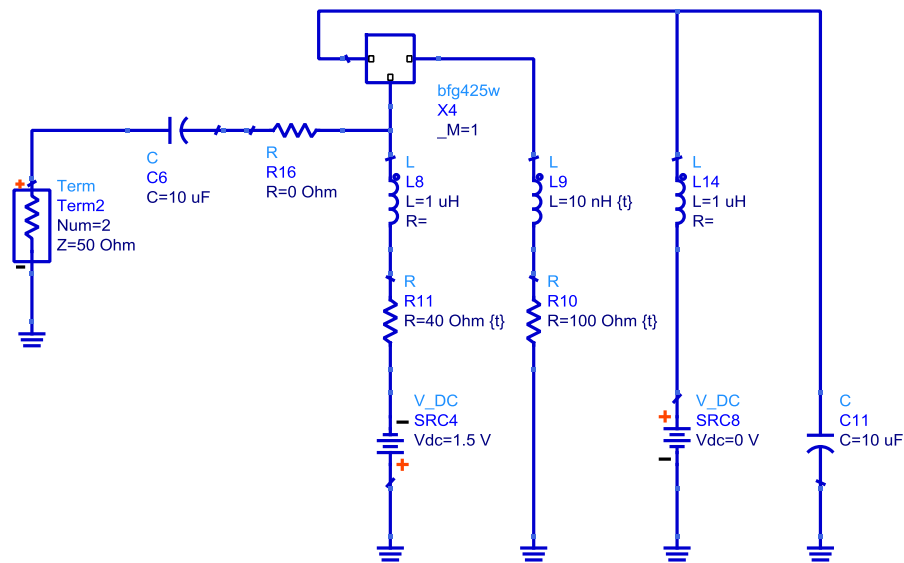 bfg425w
X4
_M=1
C
C6
C=10 uF
R
R16
R=0 Ohm
Term
Term2
Num=2
Z=50 Ohm
L
L8
L=1 uH
R=
L
L9
L=10 nH {t}
L
L14
L=1 uH
R=
R
R11
R=40 Ohm {t}
R
R10
R=100 Ohm {t}
V_DC
SRC4
Vdc=1.5 V
V_DC
SRC8
Vdc=0 V
C
C11
C=10 uF